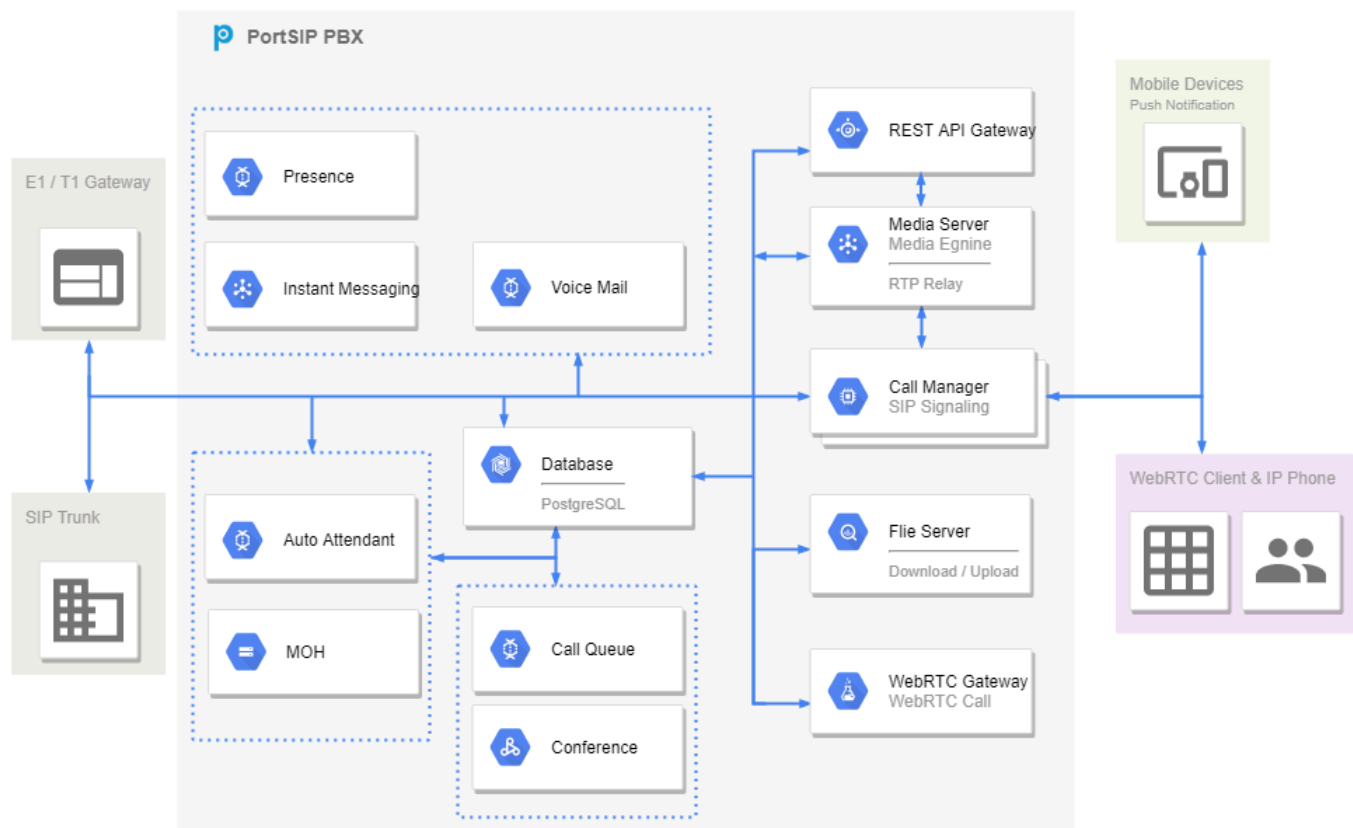 PortSIP PBX
E1 / T1 Gateway
SIP Trunk
Presence
Instant Messaging
Voice Mail
Auto Attendant
MOH
Database
PostgreSQL
Call Queue
Conference
REST API Gateway
Media Server
Media Egnine
RTP Relay
Call Manager
SIP Signaling
Flie Server
Download / Upload
WebRTC Gateway
WebRTC Call
Mobile Devices
Push Notification
WebRTC Client & IP Phone